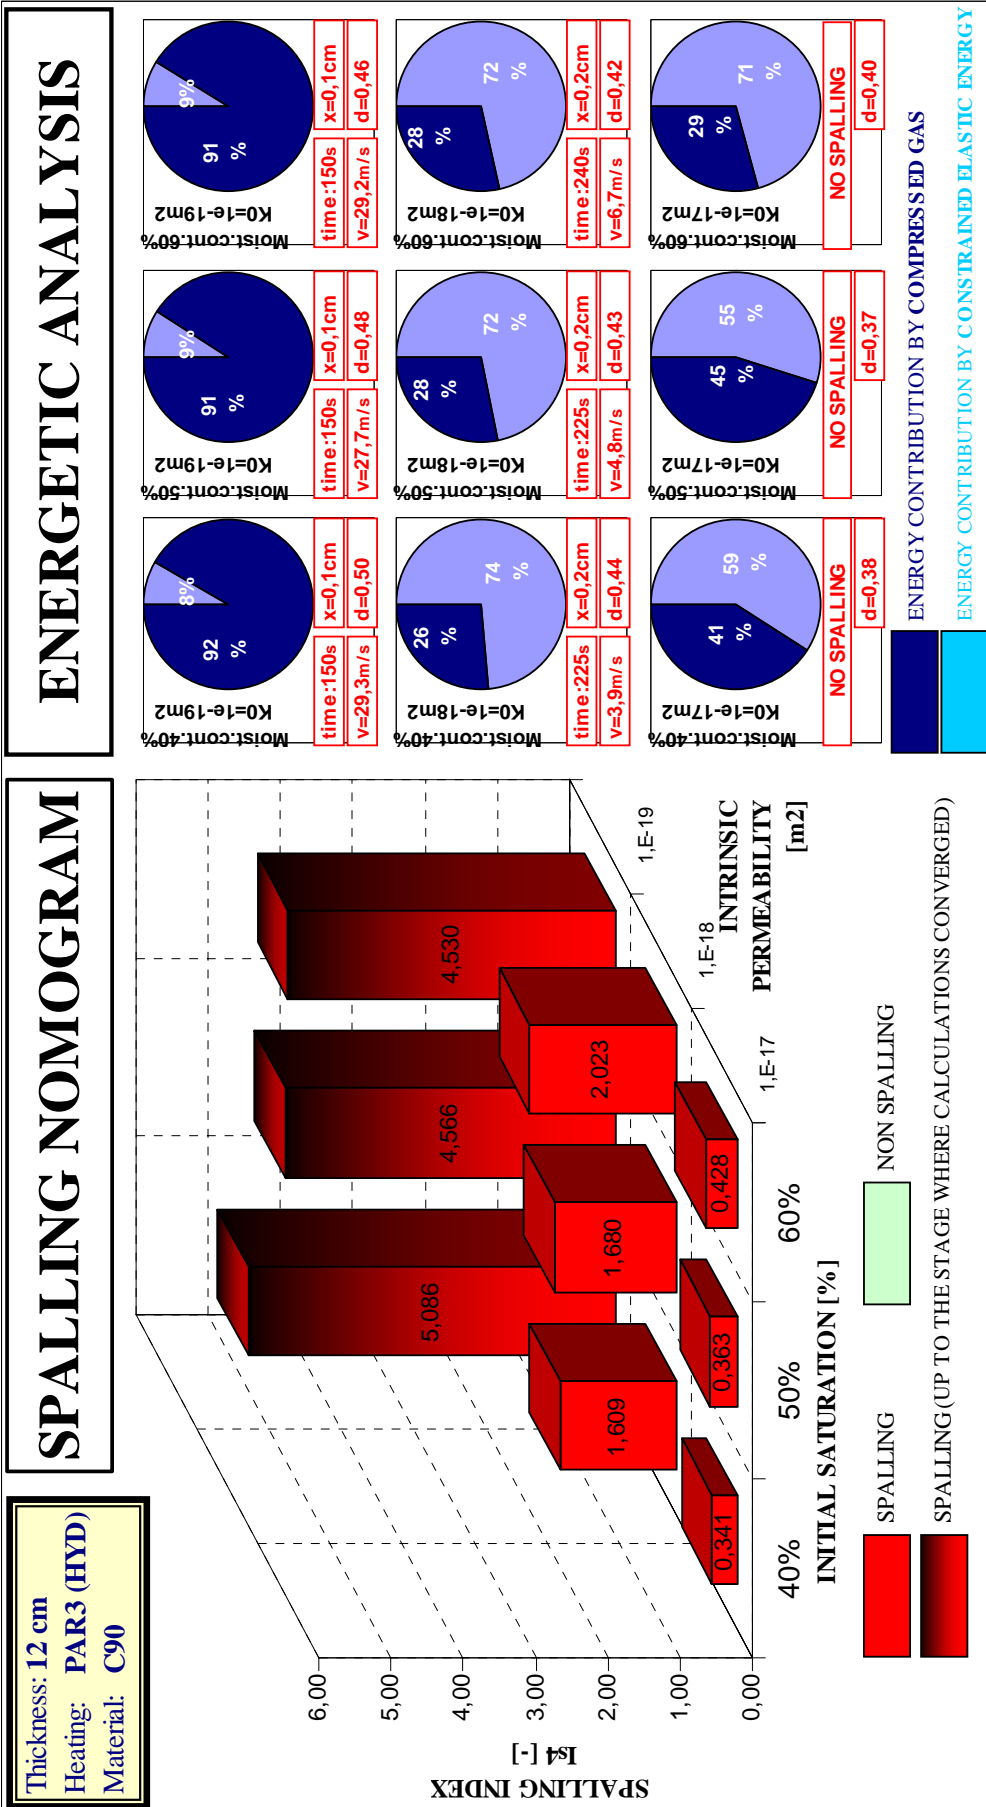 Thickness: 12 cm
Heating: PAR3 (HYD)
Material: C90
SPALLING NOMOGRAM
6,00
5,00
4,00
3,00
2,00
1,00
0,00
SPALLING INDEX
Is4 [-]
5,086
4,566
4,530
1,609
1,680
2,023
0,341
0,363
0,428
40%
50%
60%
INITIAL SATURATION [%]
1,E-17
1,E-18
1,E-19
INTRINSIC
PERMEABILITY
[m2]
SPALLING
NON SPALLING
SPALLING (UP TO THE STAGE WHERE CALCULATIONS CONVERGED)
ENERGETIC ANALYSIS
Moist.cont.40%
K0=1e-19m2
92
%
8%
time:150s
x=0,1cm
v=29,3m/s
d=0,50
Moist.cont.50%
K0=1e-19m2
91
%
9%
time:150s
x=0,1cm
v=27,7m/s
d=0,48
Moist.cont.60%
K0=1e-19m2
91
%
9%
time:150s
x=0,1cm
v=29,2m/s
d=0,46
Moist.cont.40%
K0=1e-18m2
26
%
74
%
time:225s
x=0,2cm
v=3,9m/s
d=0,44
Moist.cont.50%
K0=1e-18m2
28
%
72
%
time:225s
x=0,2cm
v=4,8m/s
d=0,43
Moist.cont.60%
K0=1e-18m2
28
%
72
%
time:240s
x=0,2cm
v=6,7m/s
d=0,42
Moist.cont.40%
K0=1e-17m2
41
%
59
%
NO SPALLING
d=0,38
Moist.cont.50%
K0=1e-17m2
45
%
55
%
NO SPALLING
d=0,37
Moist.cont.60%
K0=1e-17m2
29
%
71
%
NO SPALLING
d=0,40
ENERGY CONTRIBUTION BY COMPRESSED GAS
ENERGY CONTRIBUTION BY CONSTRAINED ELASTIC ENERGY